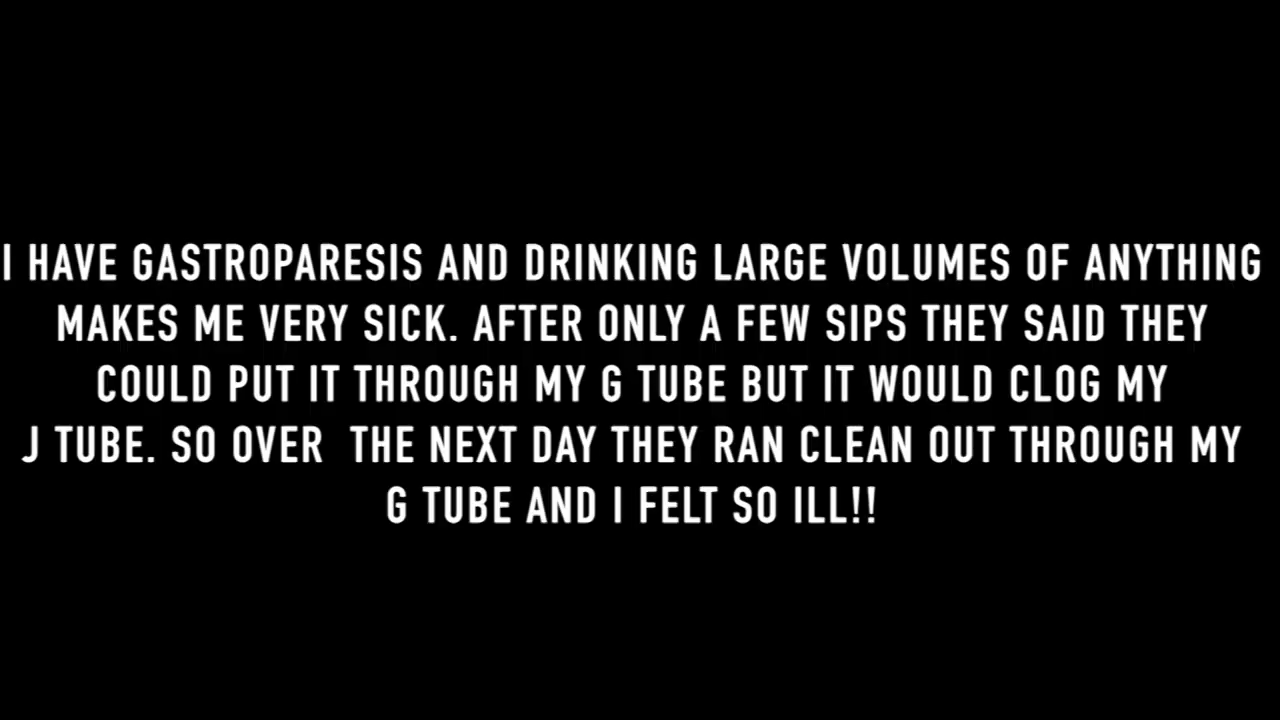 I HAVE GASTROPARESIS AND DRINKING LARGE VOLUMES OF ANYTHING
MAKES ME VERY SICK. AFTER ONLY A FEW SIPS THEY SAID THEY
COULD PUT IT THROUGH MY G TUBE BUT IT WOULD CLOG MY
J TUBE. SO OVER  THE NEXT DAY THEY RAN CLEAN OUT THROUGH MY
G TUBE AND I FELT SO ILL!!